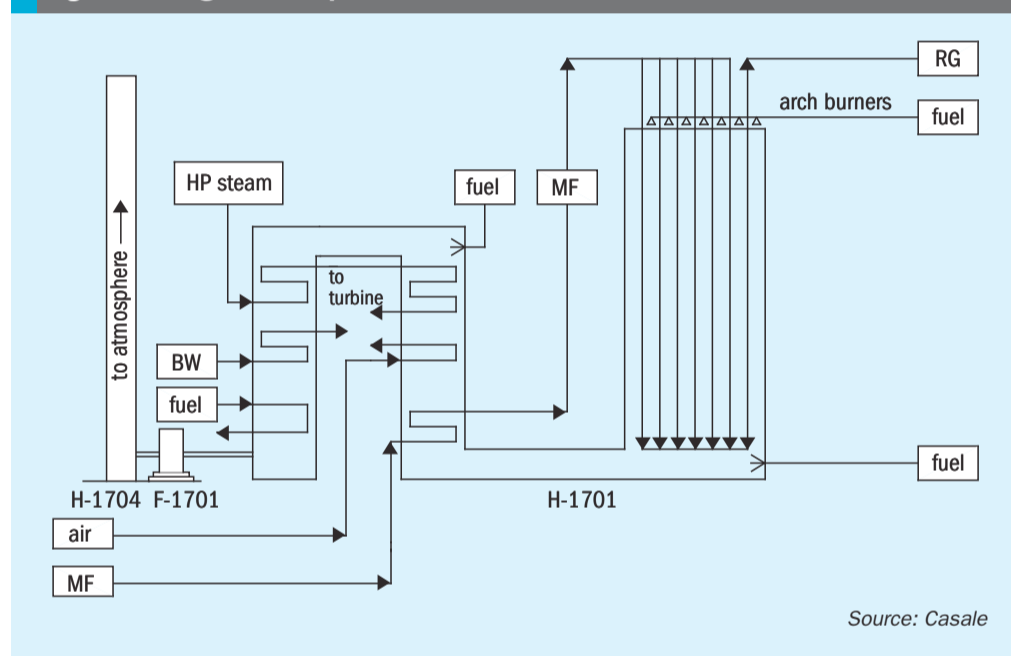 RG
arch burners
fuel
HP steam
fuel
MF
to atmosphere
to
turbine
BW
fuel
fuel
H-1704
F-1701
H-1701
air
MF
Source: Casale